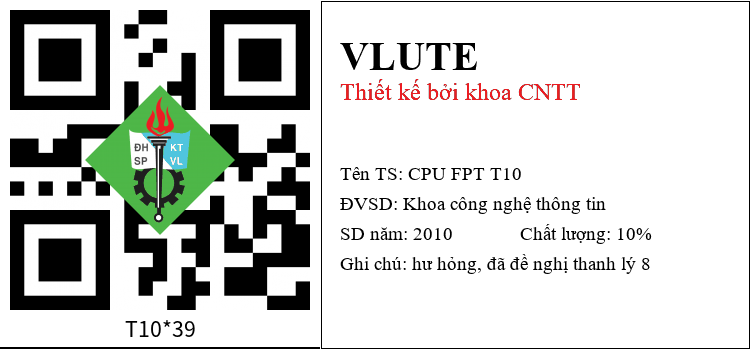 ĐH KT
SP VL
T10*39
VLUTE
Thiết kế bởi khoa CNTT
Tên TS: CPU FPT T10
ĐVSD: Khoa công nghệ thông tin
SD năm: 2010 Chất lượng: 10%
Ghi chú: hư hỏng, đã đề nghị thanh lý 8